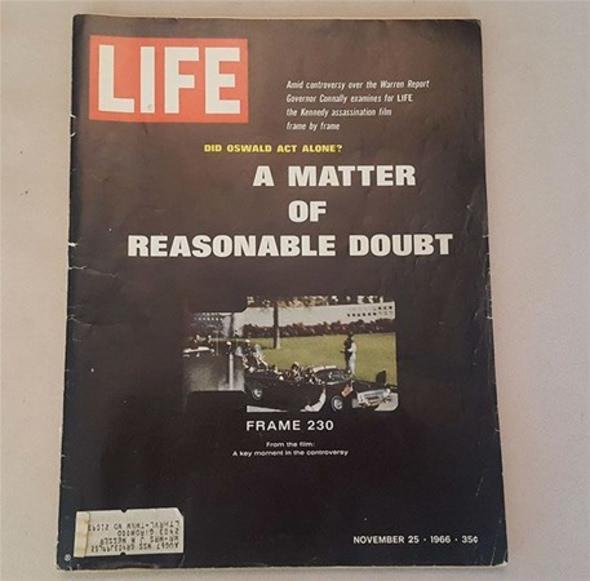 LIFE
Amid controversy over the Warren Report
Governor Connally examines for LIFE
the Kennedy assassination film
frame by frame
DID OSWALD ACT ALONE?
A MATTER
OF
REASONABLE DOUBT
FRAME 230
From the film:
A key moment in the controversy
NOVEMBER 25 · 1966 · 35¢